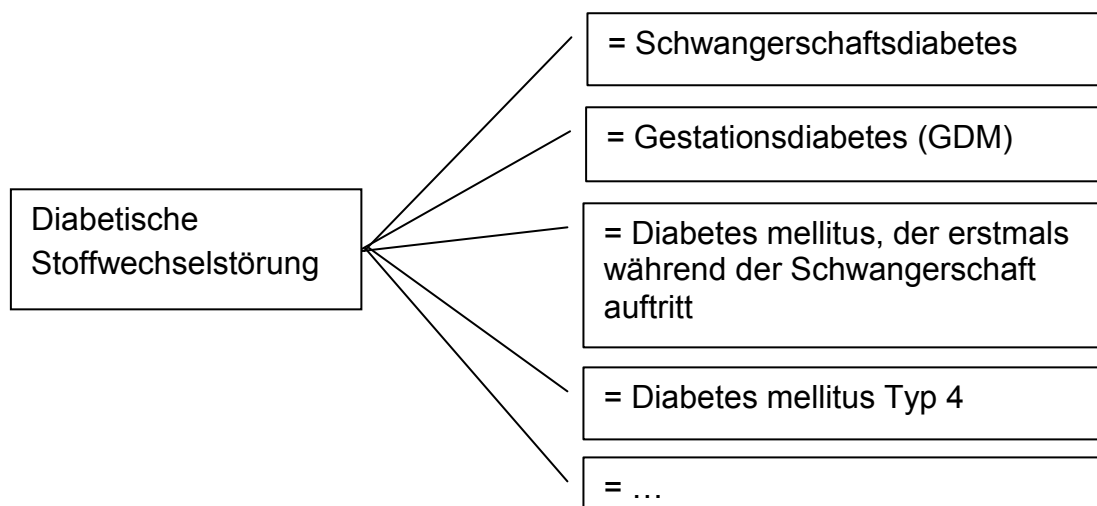 = Schwangerschaftsdiabetes
= Gestationsdiabetes (GDM)
Diabetische
Stoffwechselstörung
= Diabetes mellitus, der erstmals
während der Schwangerschaft
auftritt
= Diabetes mellitus Typ 4
= ...